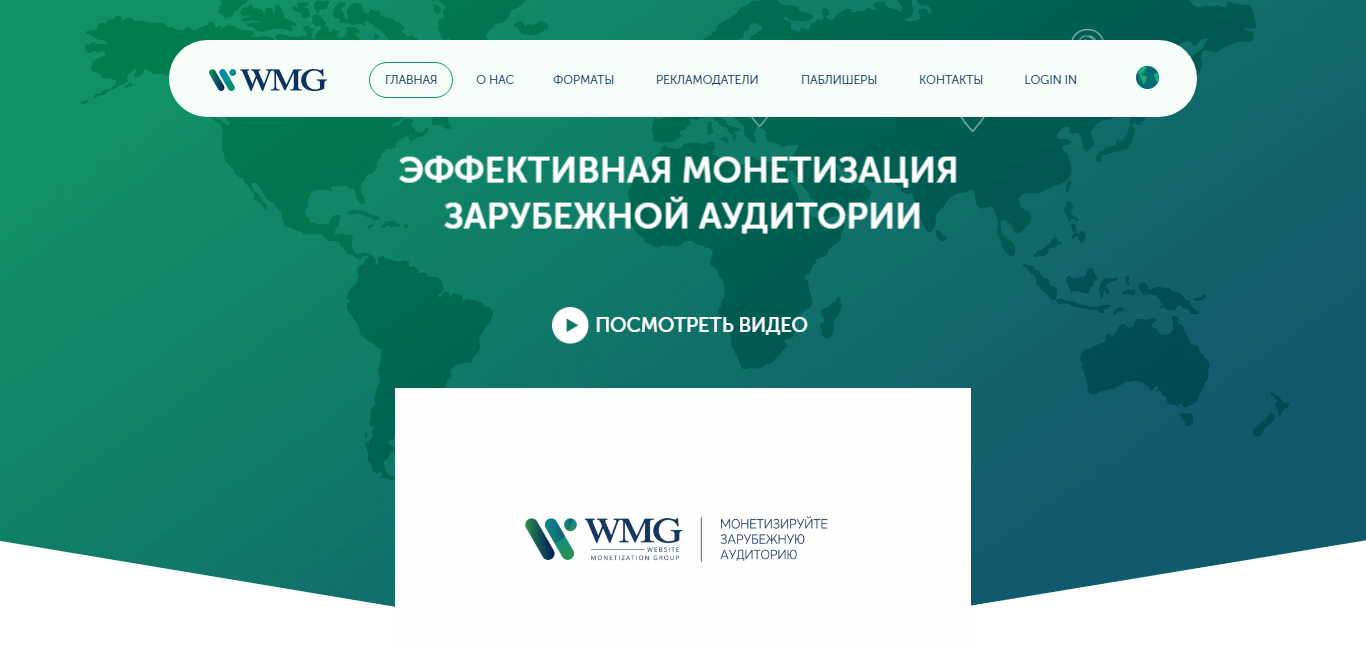 WMG
ГЛАВНАЯ
О НАС
ФОРМАТЫ
РЕКЛАМОДАТЕЛИ
ПАБЛИШЕРЫ
КОНТАКТЫ
LOGIN IN
ЭФФЕКТИВНАЯ МОНЕТИЗАЦИЯ
ЗАРУБЕЖНОЙ АУДИТОРИИ
ПОСМОТРЕТЬ ВИДЕО
WMG
WEBSITE
MONETIZATION GROUP
МОНЕТИЗИРУЙТЕ
ЗАРУБЕЖНУЮ
АУДИТОРИЮ